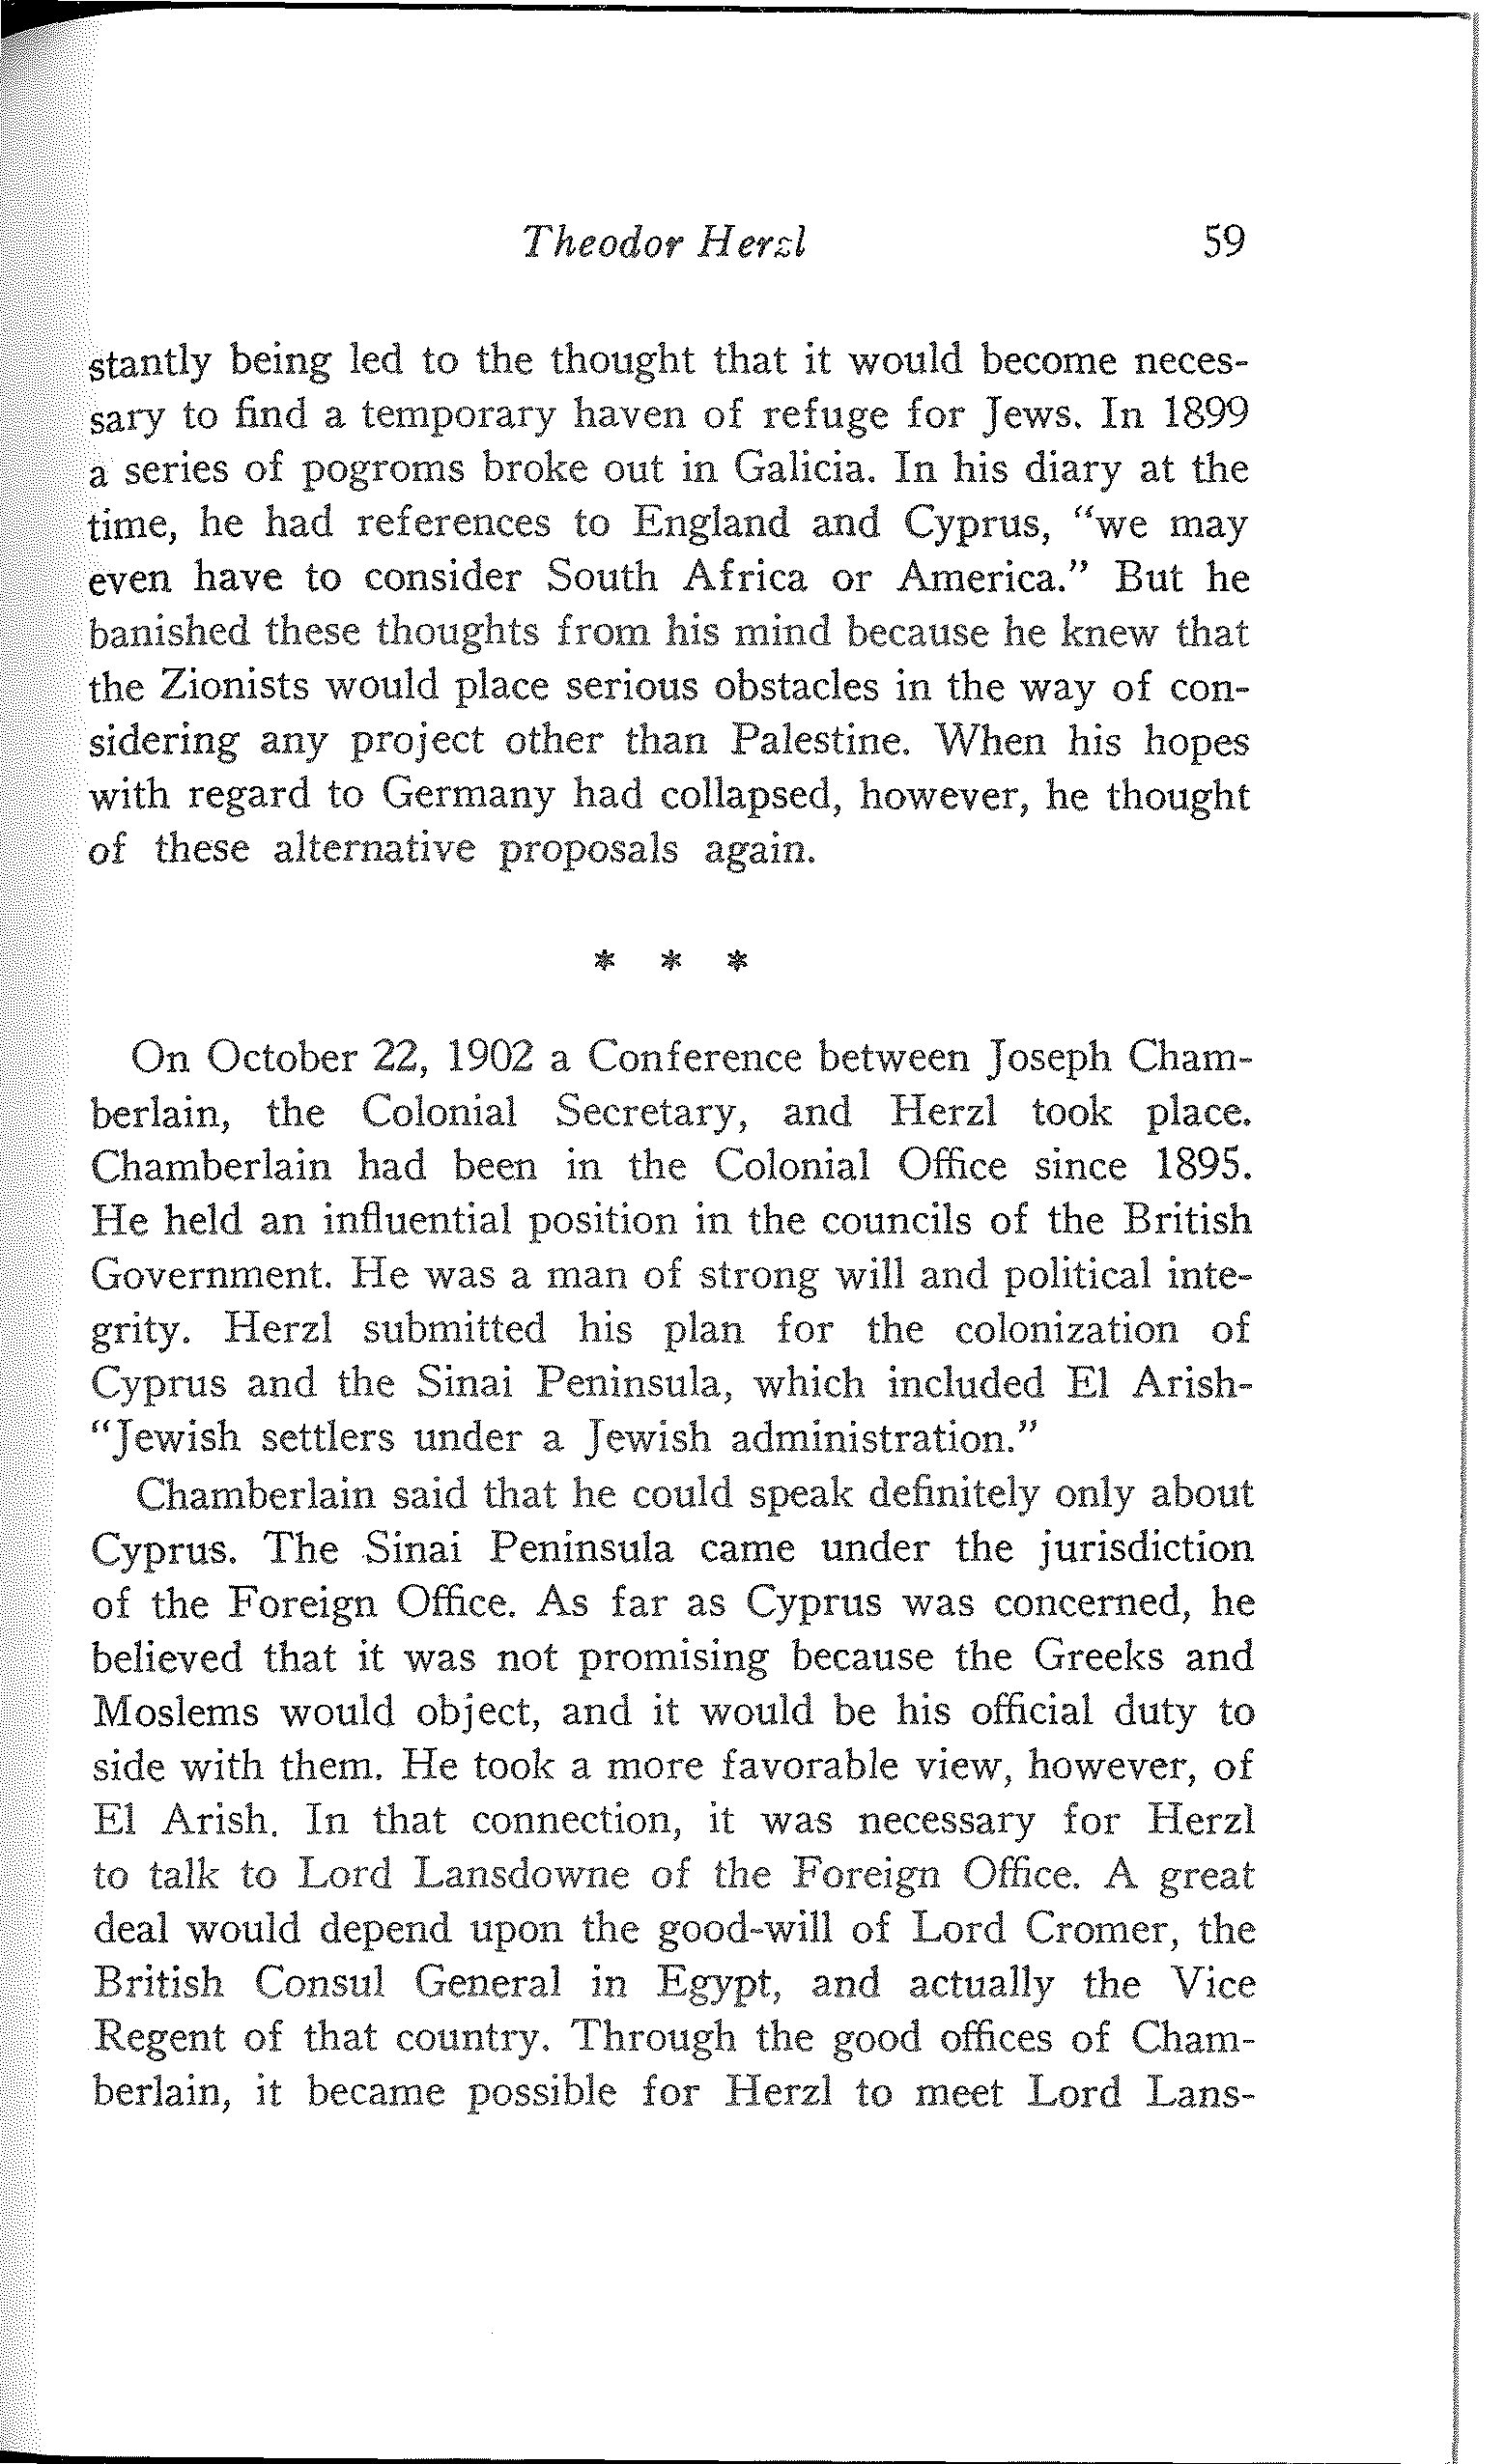 Theodor Herzl 59
stantly being led to the thought that it would become neces-
sary to find a temporary haven of refuge for Jews. In 1899
a series of pogroms broke out in Galicia. In his diary at the
time, he had references to England and Cyprus, “we may
even have to consider South Africa or America.” But he
banished these thoughts from his mind because he knew that
the Zionists would place serious obstacles in the way of con-
sidering any project other than Palestine. When his hopes
with regard to Germany had collapsed, however, he thought
of these alternative proposals again.
* * *
On October 22, 1902 a Conference between Joseph Cham-
berlain, the Colonial Secretary, and Herzl took place.
Chamberlain had been in the Colonial Office since 1895.
He held an influential position in the councils of the British
Government. He was a man of strong will and political inte-
grity. Herzl submitted his plan for the colonization of
Cyprus and the Sinai Peninsula, which included El Arish-
“Jewish settlers under a Jewish administration.”
Chamberlain said that he could speak definitely only about
Cyprus. The Sinai Peninsula came under the jurisdiction
of the Foreign Office. As far as Cyprus was concerned, he
believed that it was not promising because the Greeks and
Moslems would object, and it would be his official duty to
side with them. He took a more favorable view, however, of
El Arish. In that connection, it was necessary for Herzl
to talk to Lord Lansdowne of the Foreign Office. A great
deal would depend upon the good-will of Lord Cromer, the
British Consul General in Egypt, and actually the Vice
Regent of that country. Through the good offices of Cham-
berlain, it became possible for Herzl to meet Lord Lans-